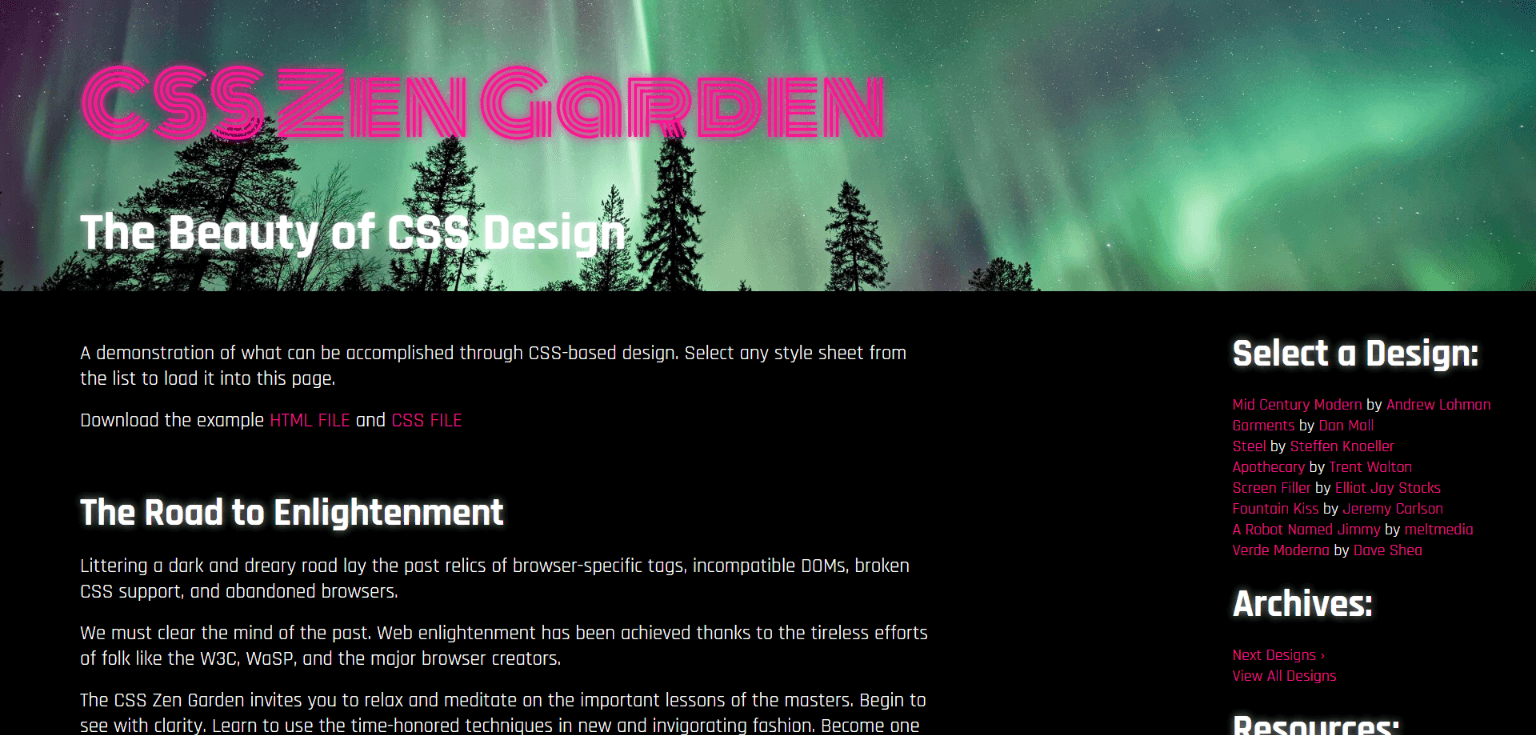 CSS Zen Garden
The Beauty of CSS Design
A demonstration of what can be accomplished through CSS-based design. Select any style sheet from
the list to load it into this page.
Download the example HTML FILE and CSS FILE
The Road to Enlightenment
Littering a dark and dreary road lay the past relics of browser-specific tags, incompatible DOMs, broken
CSS support, and abandoned browsers.
We must clear the mind of the past. Web enlightenment has been achieved thanks to the tireless efforts
of folk like the W3C, WaSP, and the major browser creators.
The CSS Zen Garden invites you to relax and meditate on the important lessons of the masters. Begin to
see with clarity. Learn to use the time-honored techniques in new and invigorating fashion. Become one
Select a Design:
Mid Century Modern by Andrew Lohman
Garments by Dan Mall
Steel by Steffen Knoeller
Apothecary by Trent Walton
Screen Filler by Elliot Jay Stocks
Fountain Kiss by Jeremy Carlson
A Robot Named Jimmy by meltmedia
Verde Moderna by Dave Shea
Archives:
Next Designs ›
View All Designs
Resources: